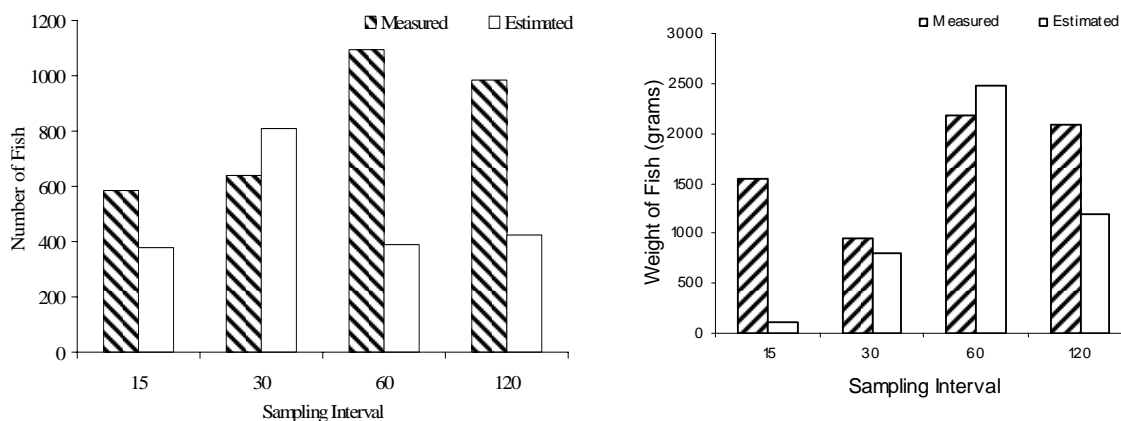 Measured Estimated
Number of Fish
1200
1000
800
600
400
200
0
15 30 60 120
Sampling Interval
Measured Estimated
Weight of Fish (grams)
3000
2500
2000
1500
1000
500
0
15 30 60 120
Sampling Interval